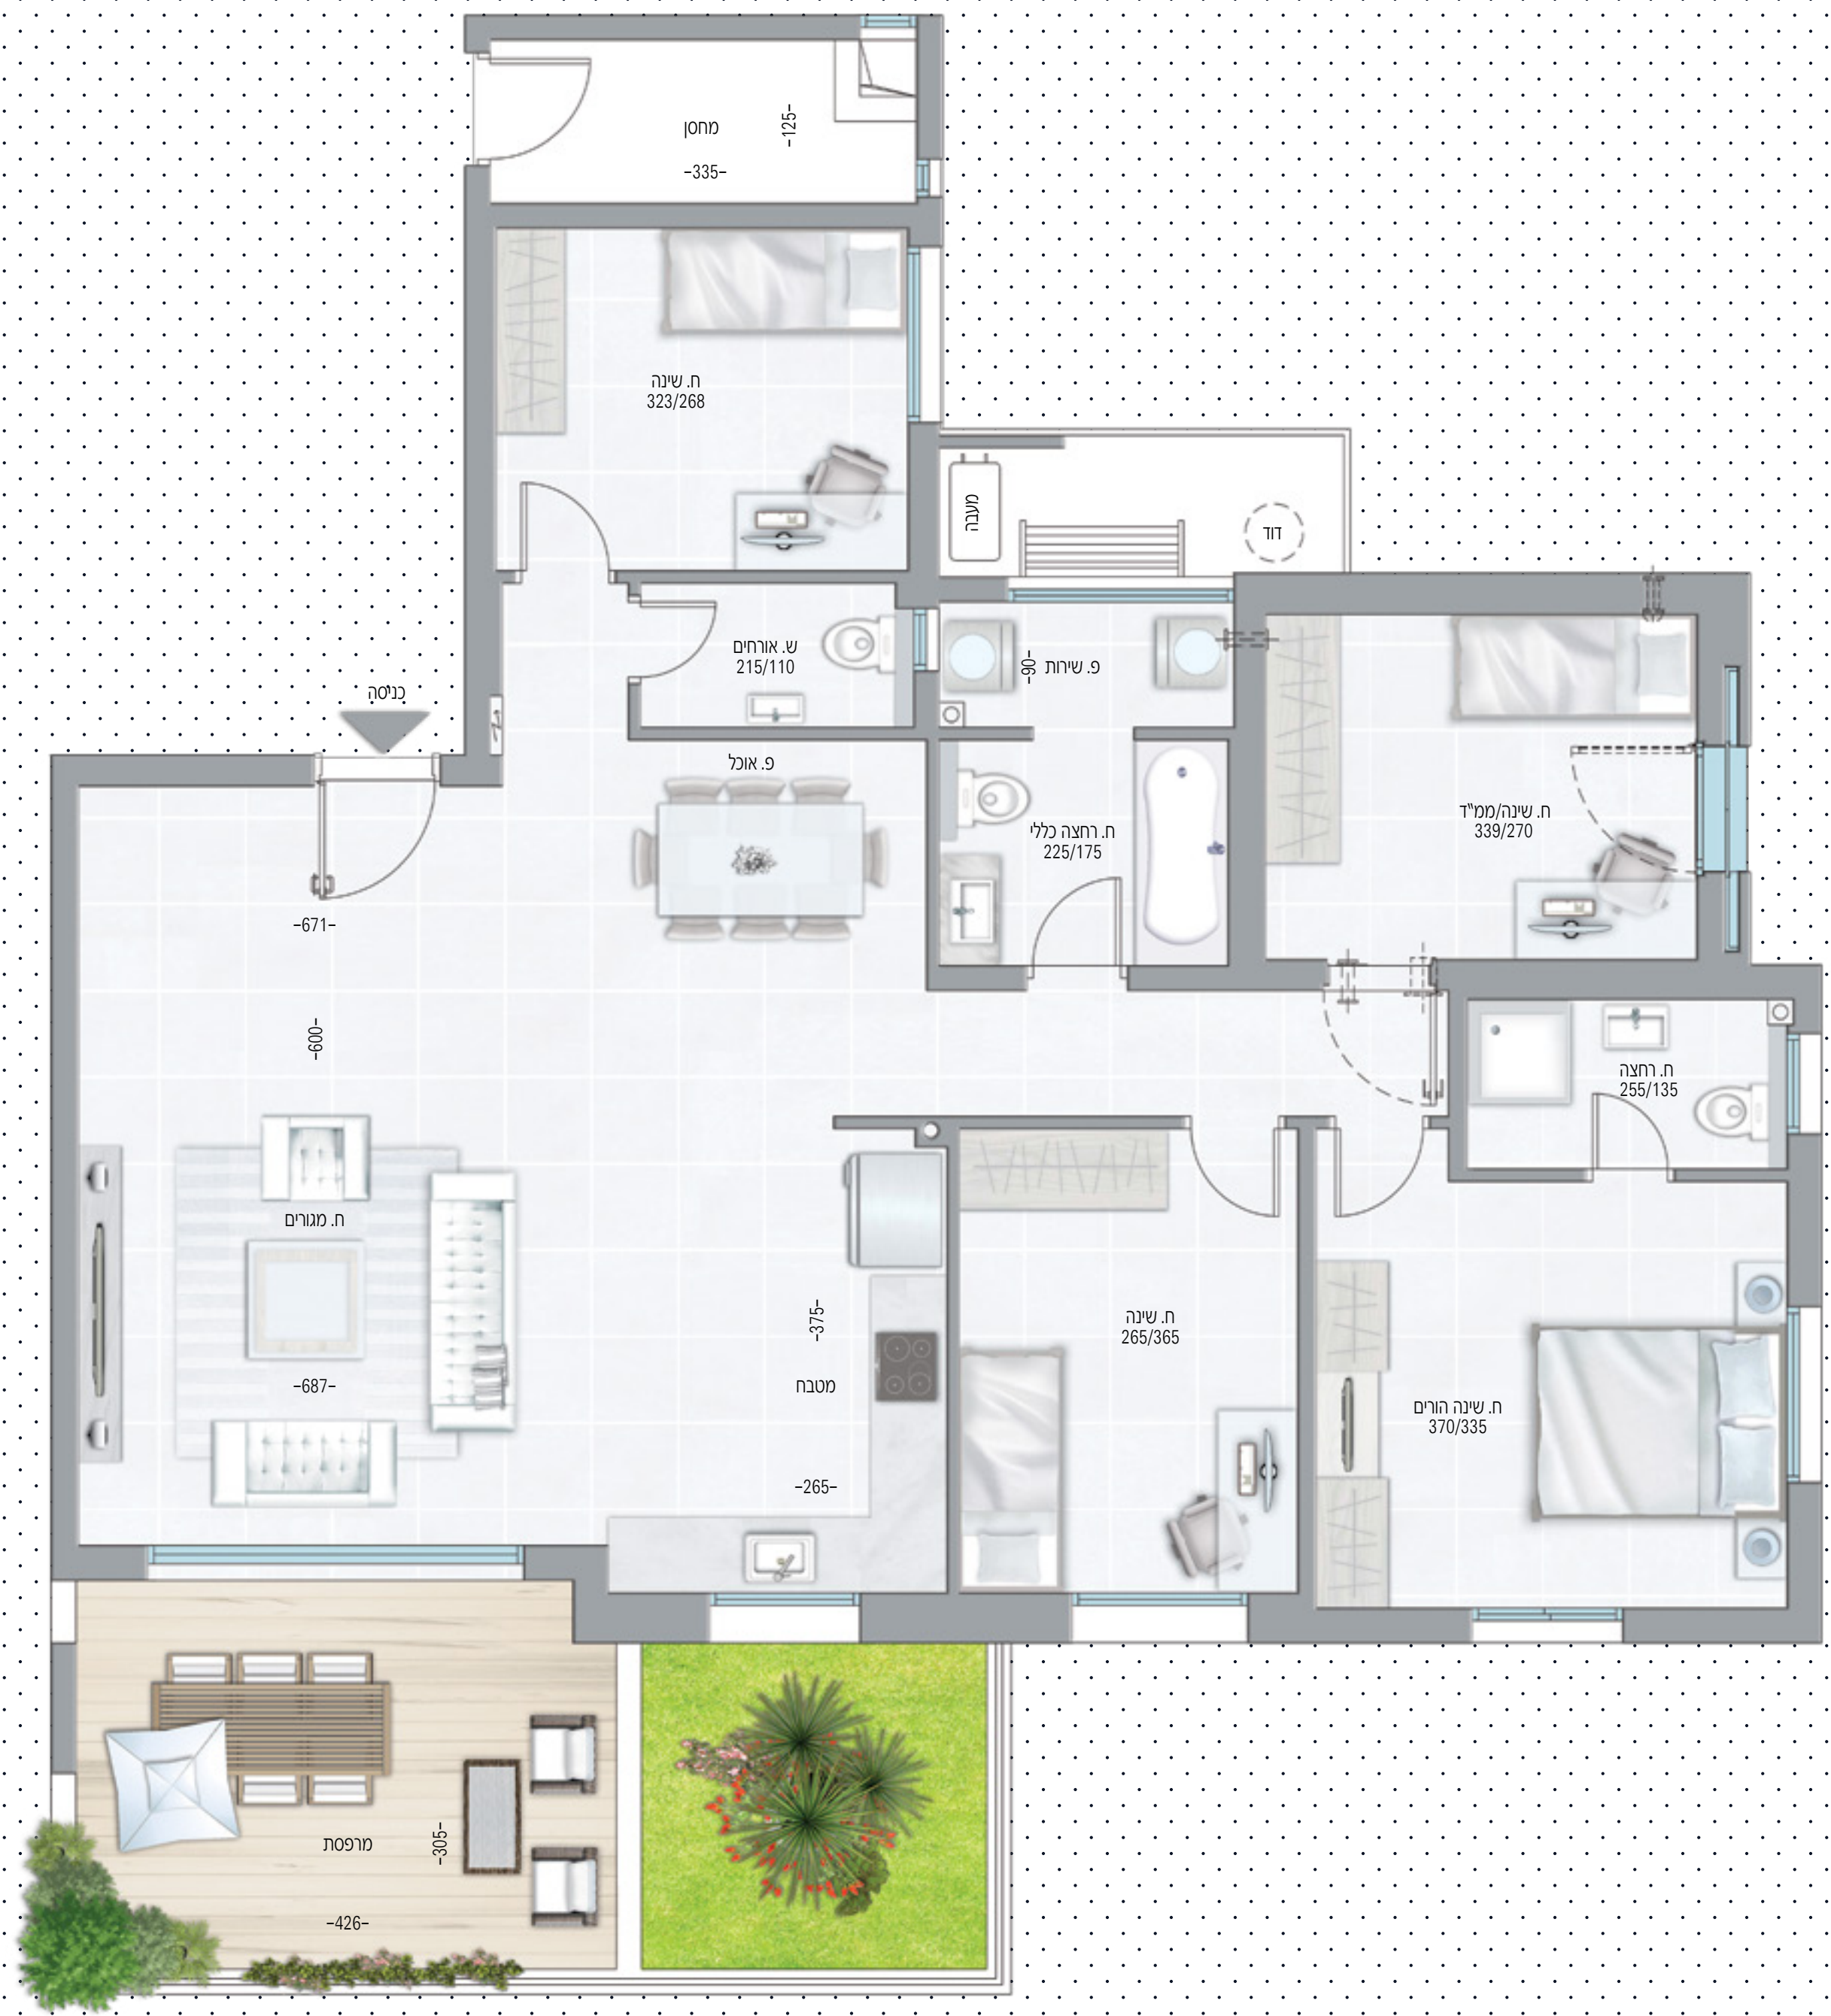 מחסן
-125-
-335-
ח. שינה
323/268
מעבה
דוד
ש. אורחים
215/110
פ. שירות
-90-
כניסה
פ. אוכל
ח. רחצה כללי
225/175
ח. שינה/ממ"ד
339/270
-671-
-600-
ח. רחצה
255/135
ח. מגורים
-687-
-375-
מטבח
-265-
ח. שינה
265/365
ח. שינה הורים
370/335
מרפסת
-305-
-426-